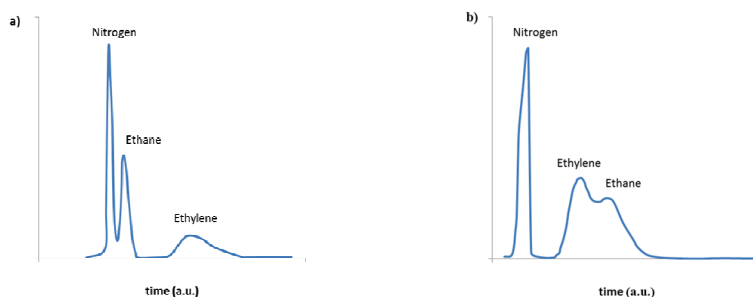 a)
Nitrogen
Ethane
Ethylene
time (a.u.)
b)
Nitrogen
Ethylene
Ethane
time (a.u.)